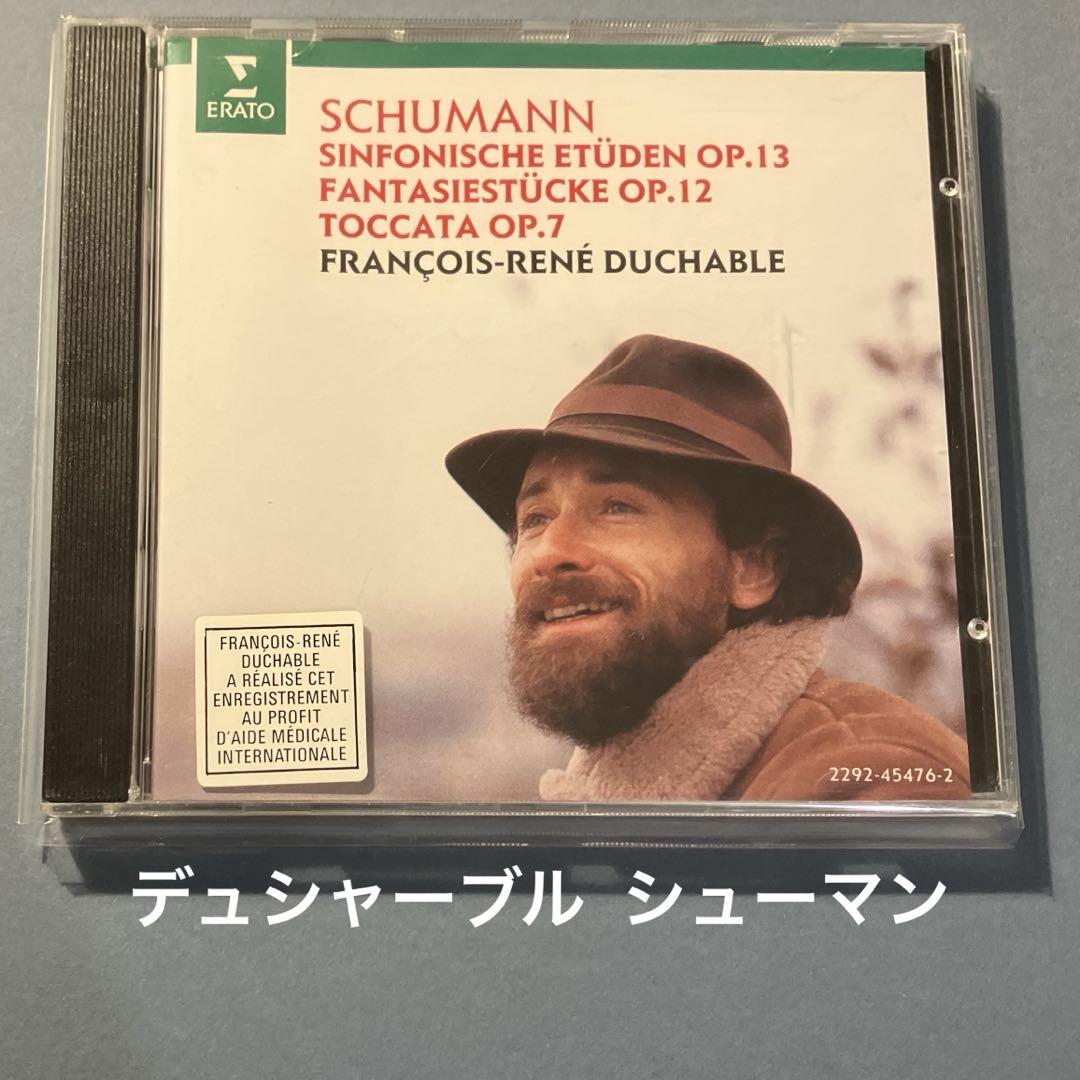 ERATO
SCHUMANN
SINFONISCHE ETÜDEN OP.13
FANTASIESTÜCKE OP.12
TOCCATA OP.7
FRANÇOIS-RENÉ DUCHABLE
FRANÇOIS-RENÉ
DUCHABLE
A RÉALISÉ CET
ENREGISTREMENT
AU PROFIT
D'AIDE MÉDICALE
INTERNATIONALE
2292-45476-2
デュシャーブル シューマン